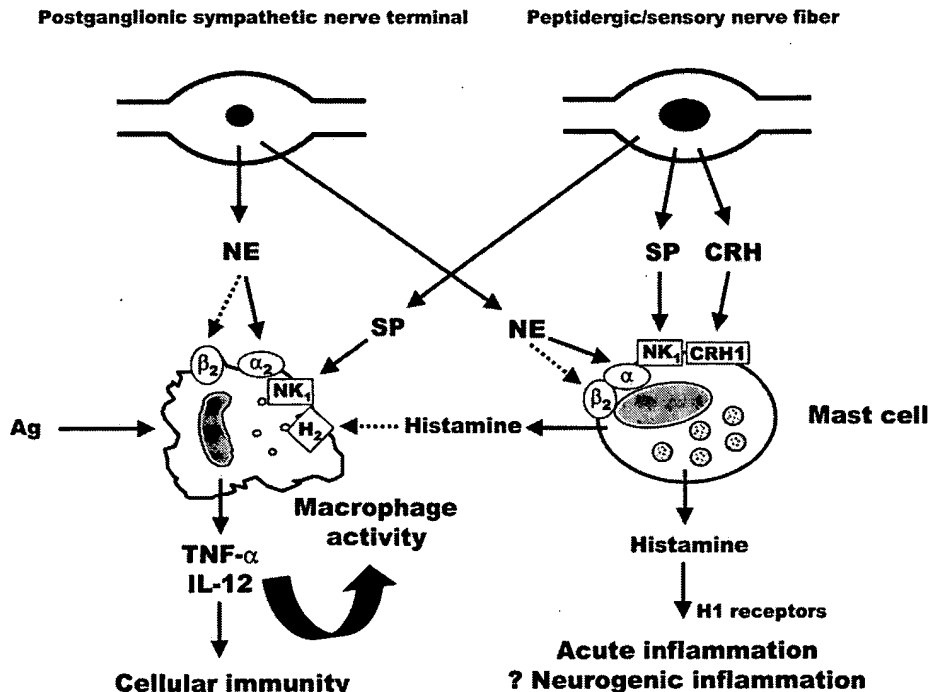 Postganglionic sympathetic nerve terminal
Peptidergic/sensory nerve fiber
NE
SP CRH
SP
NE
β2
α2
NK1
H2
NK1
CRH1
α
β2
Ag
Histamine
Mast cell
Macrophage
activity
TNF-α
IL-12
Histamine
H1 receptors
Cellular immunity
Acute inflammation
? Neurogenic inflammation